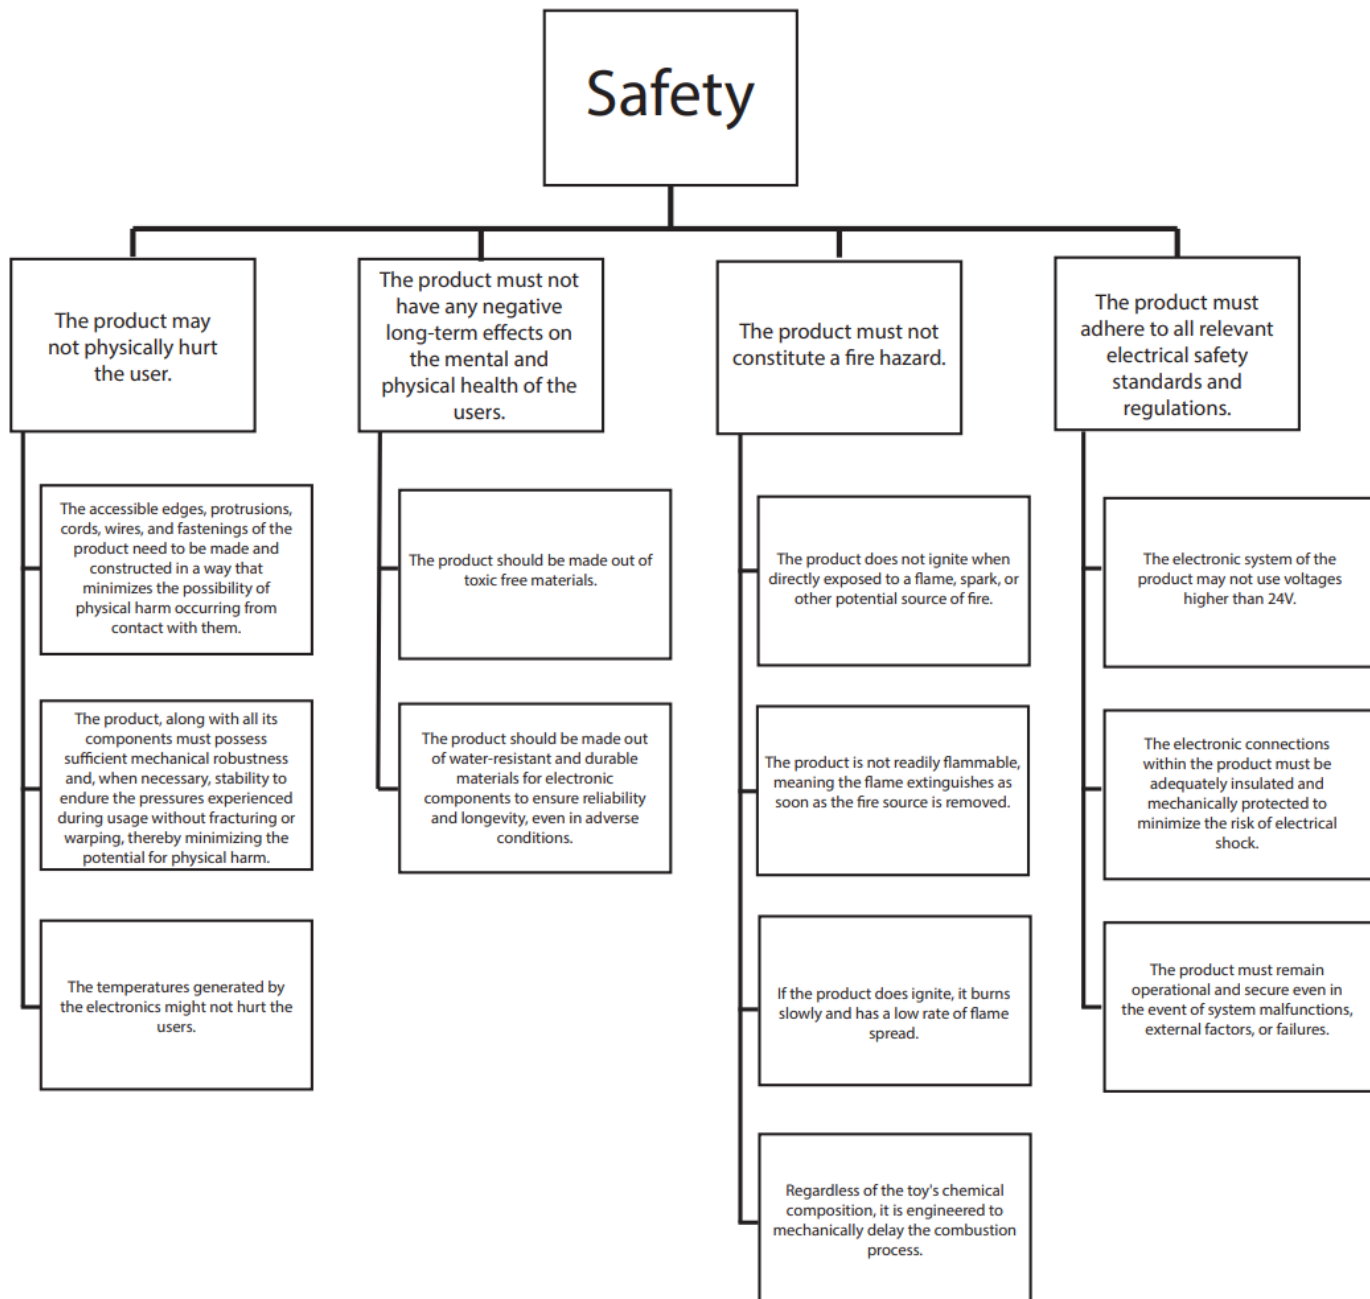 Safety
The product may
not physically hurt
the user.
The accessible edges, protrusions,
cords, wires, and fastenings of the
product need to be made and
constructed in a way that
minimizes the possibility of
physical harm occurring from
contact with them.
The product, along with all its
components must possess
sufficient mechanical robustness
and, when necessary, stability to
endure the pressures experienced
during usage without fracturing or
warping, thereby minimizing the
potential for physical harm.
The temperatures generated by
the electronics might not hurt the
users.
The product must not
have any negative
long-term effects on
the mental and
physical health of the
users.
The product should be made out of
toxic free materials.
The product should be made out
of water-resistant and durable
materials for electronic
components to ensure reliability
and longevity, even in adverse
conditions.
The product must not
constitute a fire hazard.
The product does not ignite when
directly exposed to a flame, spark, or
other potential source of fire.
The product is not readily flammable,
meaning the flame extinguishes as
soon as the fire source is removed.
If the product does ignite, it burns
slowly and has a low rate of flame
spread.
Regardless of the toy's chemical
composition, it is engineered to
mechanically delay the combustion
process.
The product must
adhere to all relevant
electrical safety
standards and
regulations.
The electronic system of the
product may not use voltages
higher than 24V.
The electronic connections
within the product must be
adequately insulated and
mechanically protected to
minimize the risk of electrical
shock.
The product must remain
operational and secure even in
the event of system malfunctions,
external factors, or failures.